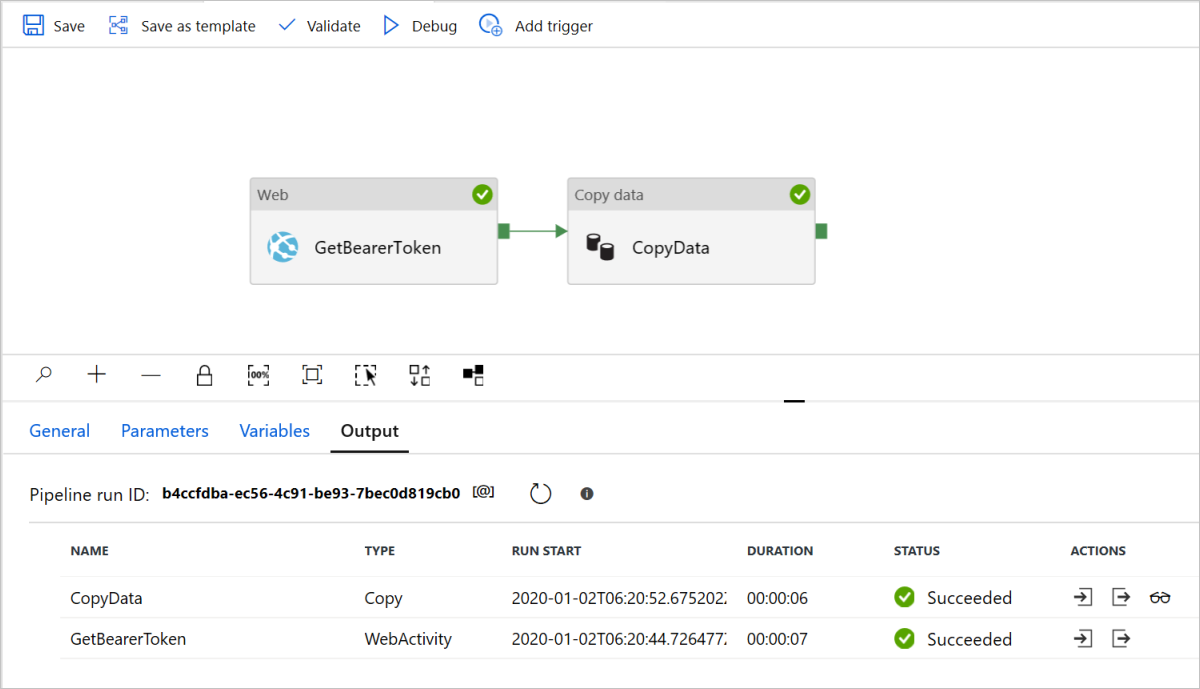 Save Save as template Validate Debug Add trigger
Web Copy data
GetBearerToken CopyData
100%
General Parameters Variables Output
Pipeline run ID: b4ccfdba-ec56-4c91-be93-7bec0d819cb0 [@]
NAME TYPE RUN START DURATION STATUS ACTIONS
CopyData Copy 2020-01-02T06:20:52.675202 00:00:06 Succeeded
GetBearerToken WebActivity 2020-01-02T06:20:44.726477 00:00:07 Succeeded